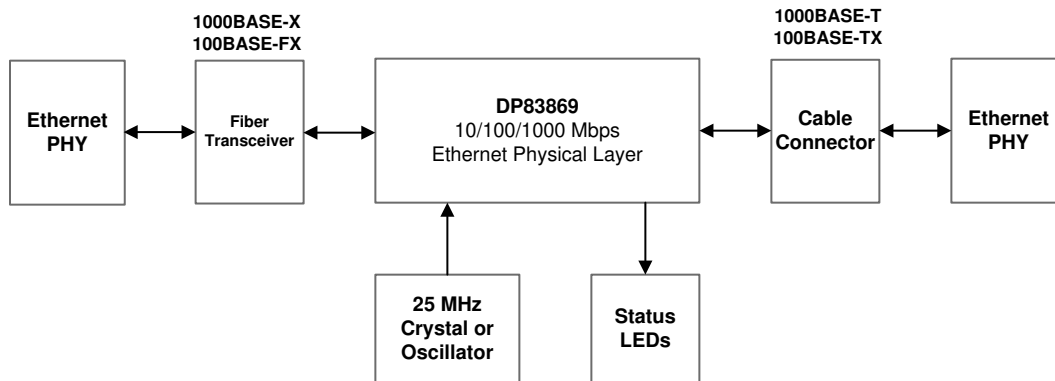 1000BASE-X
100BASE-FX
1000BASE-T
100BASE-TX
Ethernet
PHY
Fiber
Transceiver
DP83869
10/100/1000 Mbps
Ethernet Physical Layer
Cable
Connector
Ethernet
PHY
25 MHz
Crystal or
Oscillator
Status
LEDs